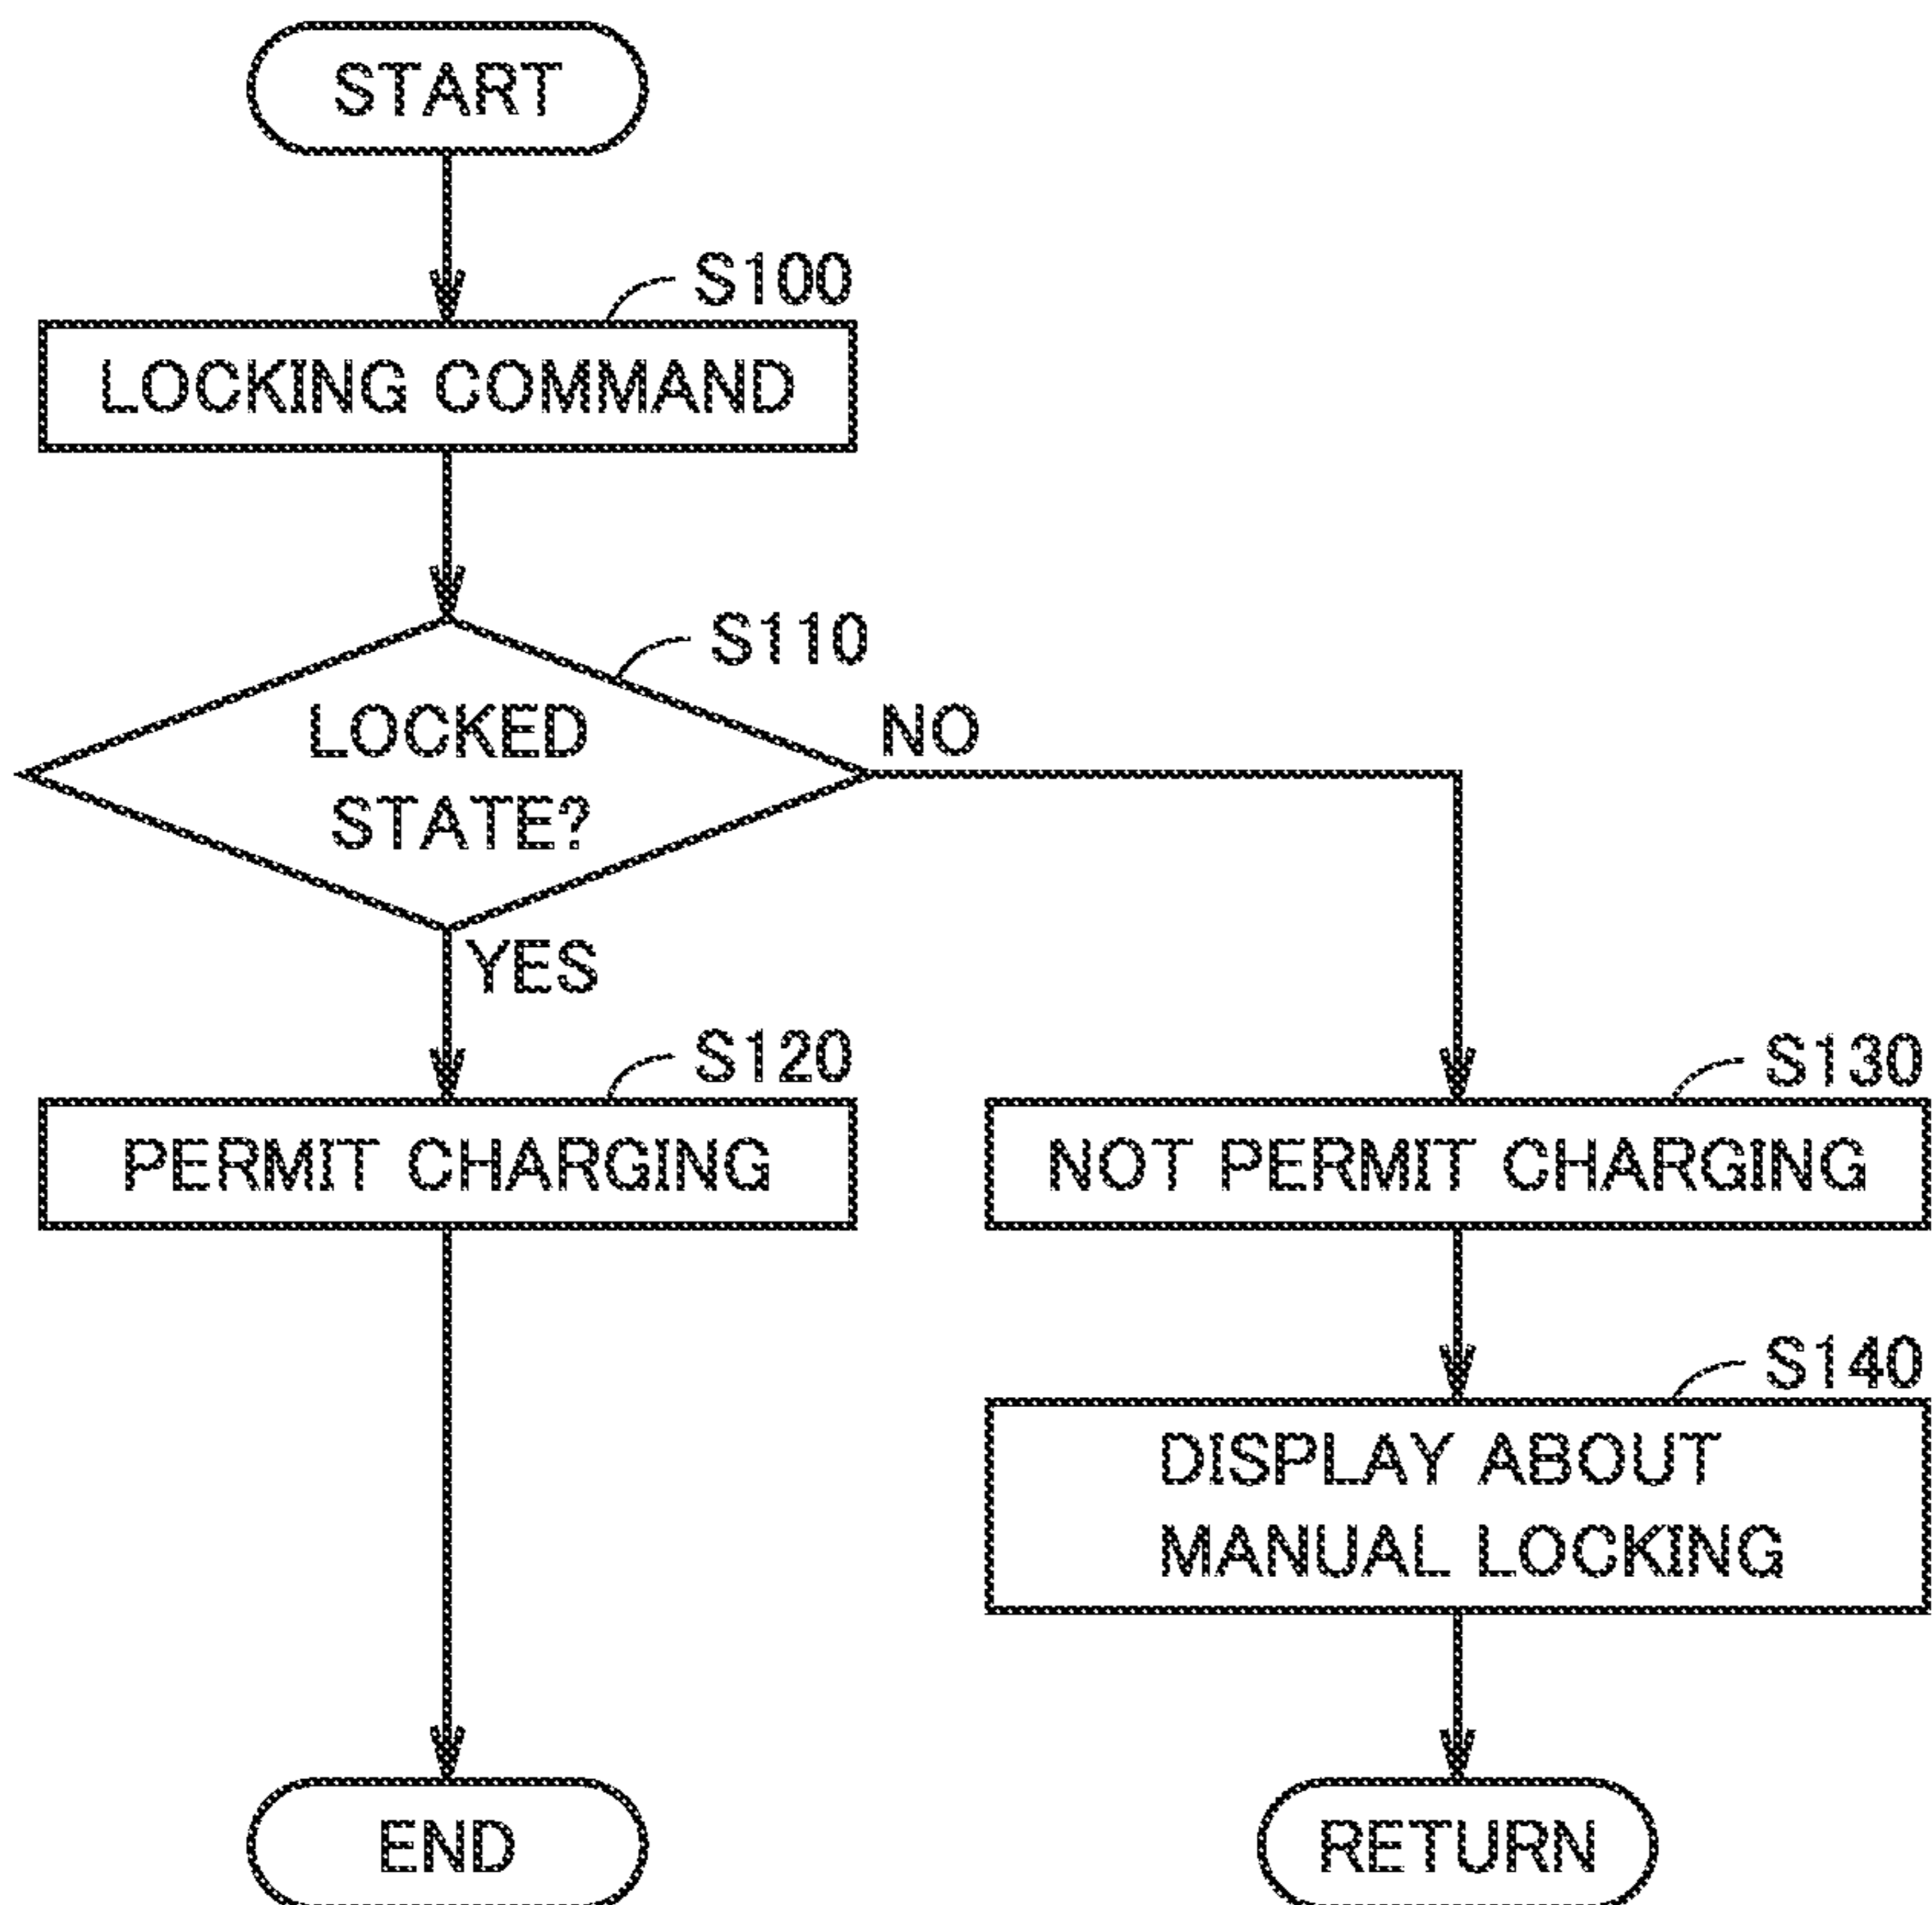 START
S100
LOCKING COMMAND
S110
LOCKED
STATE?
NO
YES
S120
PERMIT CHARGING
S130
NOT PERMIT CHARGING
S140
DISPLAY ABOUT
MANUAL LOCKING
END
RETURN